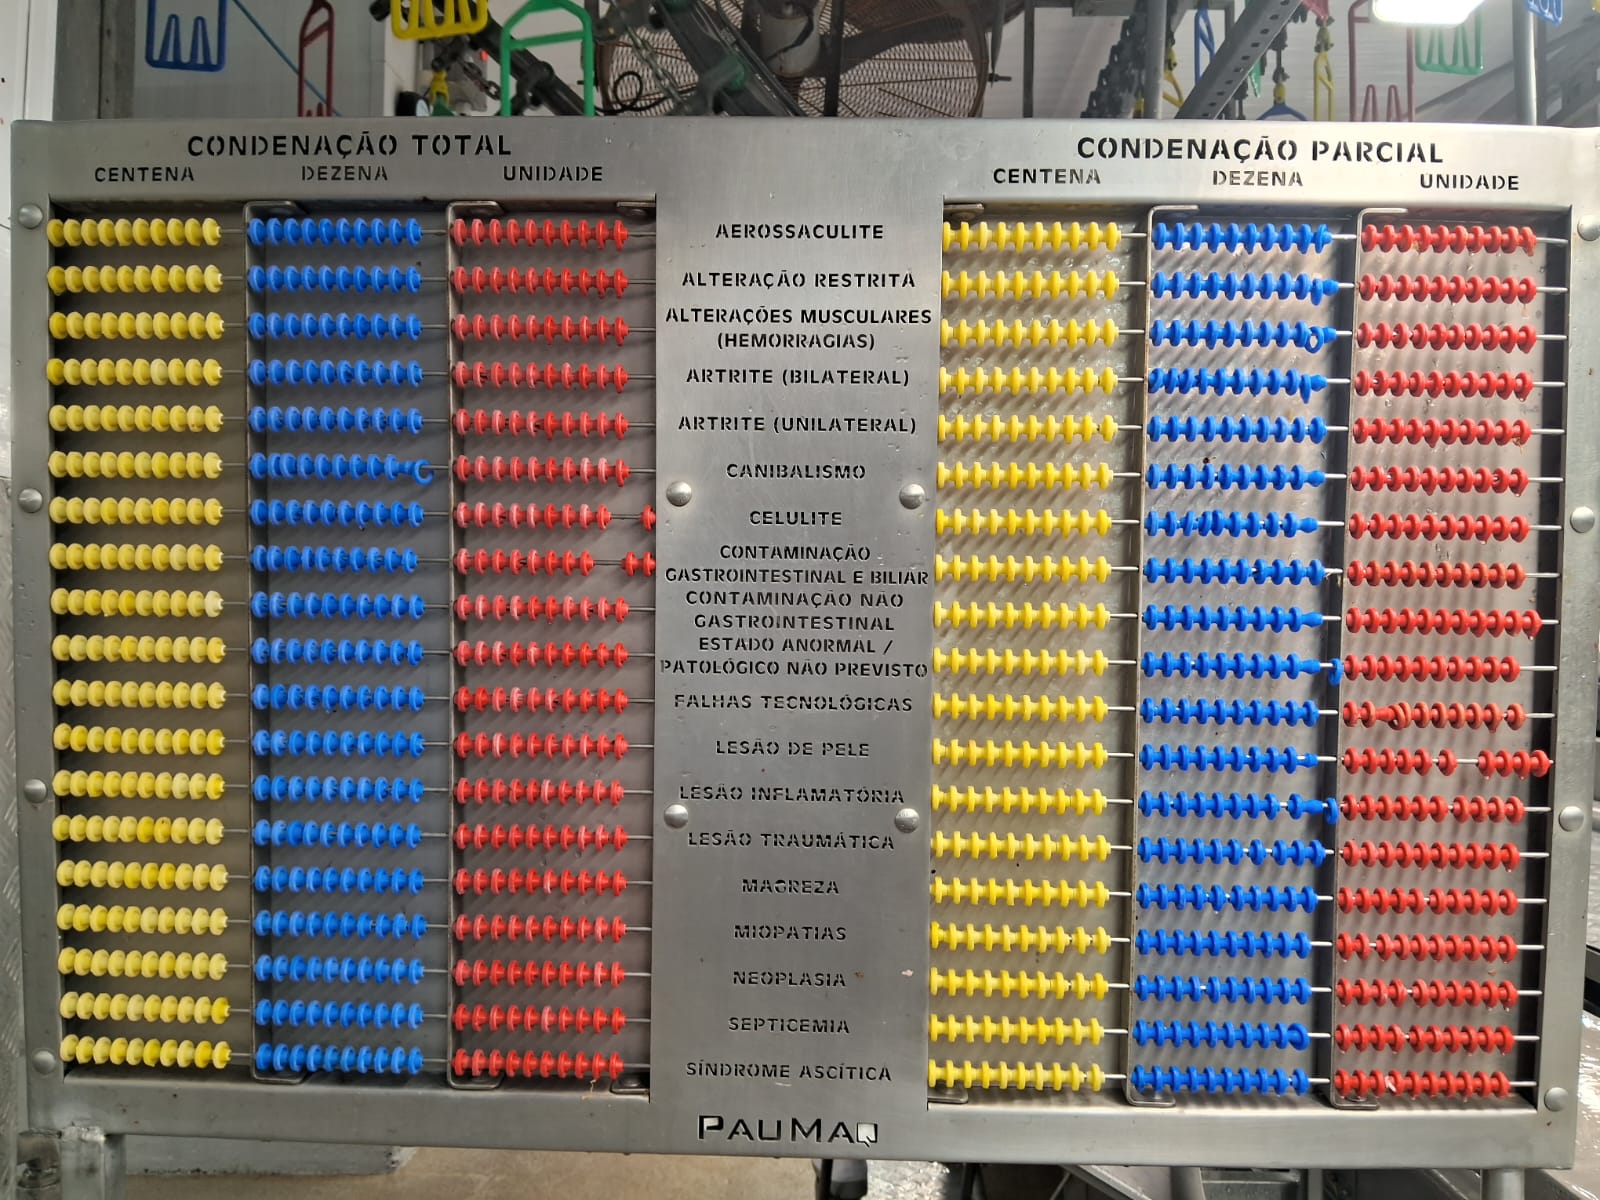 CONDENAÇÃO TOTAL
CENTENA DEZENA UNIDADE
CONDENAÇÃO PARCIAL
CENTENA DEZENA UNIDADE
AEROSSACULITE
ALTERAÇÃO RESTRITA
ALTERAÇÕES MUSCULARES
(HEMORRAGIAS)
ARTRITE (BILATERAL)
ARTRITE (UNILATERAL)
CANIBALISMO
CELULITE
CONTAMINAÇÃO
GASTROINTESTINAL E BILIAR
CONTAMINAÇÃO NÃO
GASTROINTESTINAL
ESTADO ANORMAL /
PATOLÓGICO NÃO PREVISTO
FALHAS TECNOLÓGICAS
LESÃO DE PELE
LESÃO INFLAMATÓRIA
LESÃO TRAUMÁTICA
MAGREZA
MIOPATIAS
NEOPLASIA
SEPTICEMIA
SÍNDROME ASCÍTICA
PAUMAQ